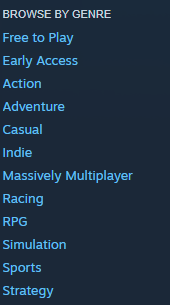 BROWSE BY GENRE
Free to Play
Early Access
Action
Adventure
Casual
Indie
Massively Multiplayer
Racing
RPG
Simulation
Sports
Strategy